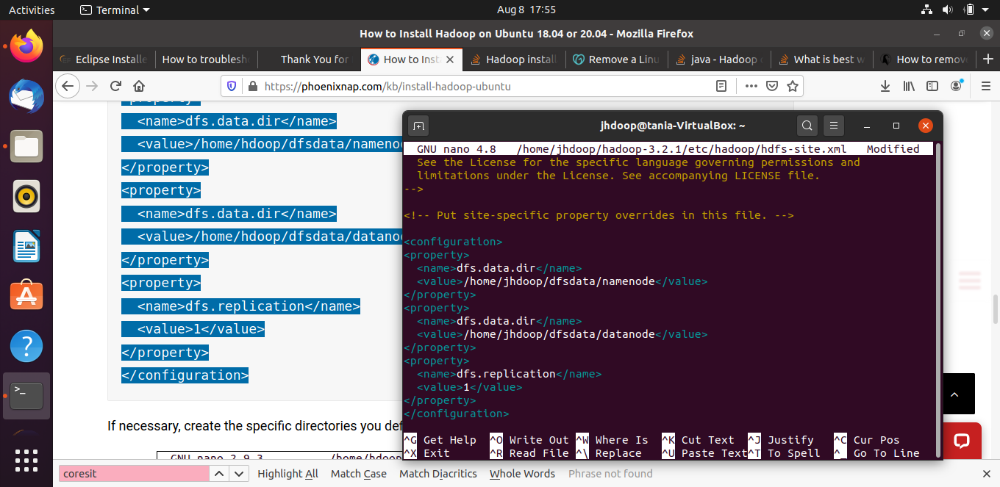 Activities Terminal Aug 8 17:55
How to Install Hadoop on Ubuntu 18.04 or 20.04 - Mozilla Firefox
Eclipse Installe How to troublesh Thank You for How to Inst Hadoop install Remove a Linu java - Hadoop What is best w How to remov
https://phoenixnap.com/kb/install-hadoop-ubuntu
<property>
<name>dfs.data.dir</name>
<value>/home/hdoop/dfsdata/namenod
</property>
<property>
<name>dfs.data.dir</name>
<value>/home/hdoop/dfsdata/datanod
</property>
<property>
<name>dfs.replication</name>
<value>1</value>
</property>
</configuration>
If necessary, create the specific directories you def
GNU nano 2.9.3 /home/hdoop
jhdoop@tania-VirtualBox: ~
GNU nano 4.8 /home/jhdoop/hadoop-3.2.1/etc/hadoop/hdfs-site.xml Modified
See the License for the specific language governing permissions and
limitations under the License. See accompanying LICENSE file.
-->
<!-- Put site-specific property overrides in this file. -->
<configuration>
<property>
<name>dfs.data.dir</name>
<value>/home/jhdoop/dfsdata/namenode</value>
</property>
<property>
<name>dfs.data.dir</name>
<value>/home/jhdoop/dfsdata/datanode</value>
</property>
<property>
<name>dfs.replication</name>
<value>1</value>
</property>
</configuration>
^G Get Help ^O Write Out ^W Where Is ^K Cut Text ^J Justify ^C Cur Pos
^X Exit ^R Read File ^\ Replace ^U Paste Text ^T To Spell ^_ Go To Line
coresit Highlight All Match Case Match Diacritics Whole Words Phrase not found